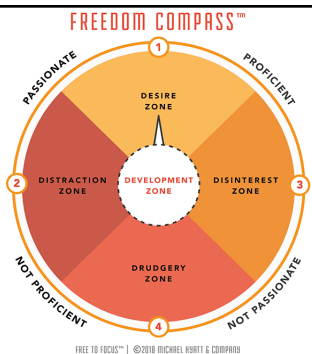 FREEDOM COMPASS™
1
PASSIONATE
PROFICIENT
DESIRE
ZONE
2
DISTRACTION
ZONE
DEVELOPMENT
ZONE
DISINTEREST
ZONE
3
DRUDGERY
ZONE
NOT PROFICIENT
NOT PASSIONATE
4
FREE TO FOCUS™ | ©2018 MICHAEL HYATT & COMPANY